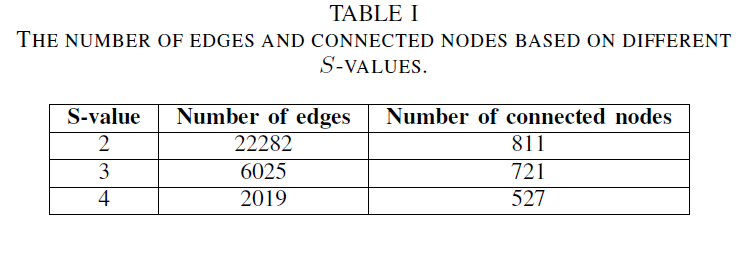 TABLE I
THE NUMBER OF EDGES AND CONNECTED NODES BASED ON DIFFERENT
S-VALUES.
S-value Number of edges Number of connected nodes
2 22282 811
3 6025 721
4 2019 527